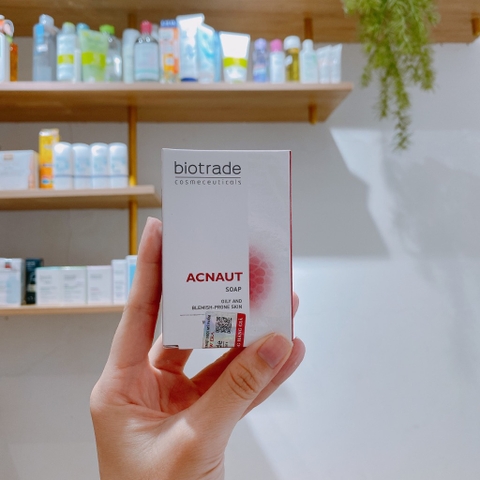 biotrade
cosmeceuticals
ACNAUT
SOAP
OILY AND
BLEMISH-PRONE SKIN